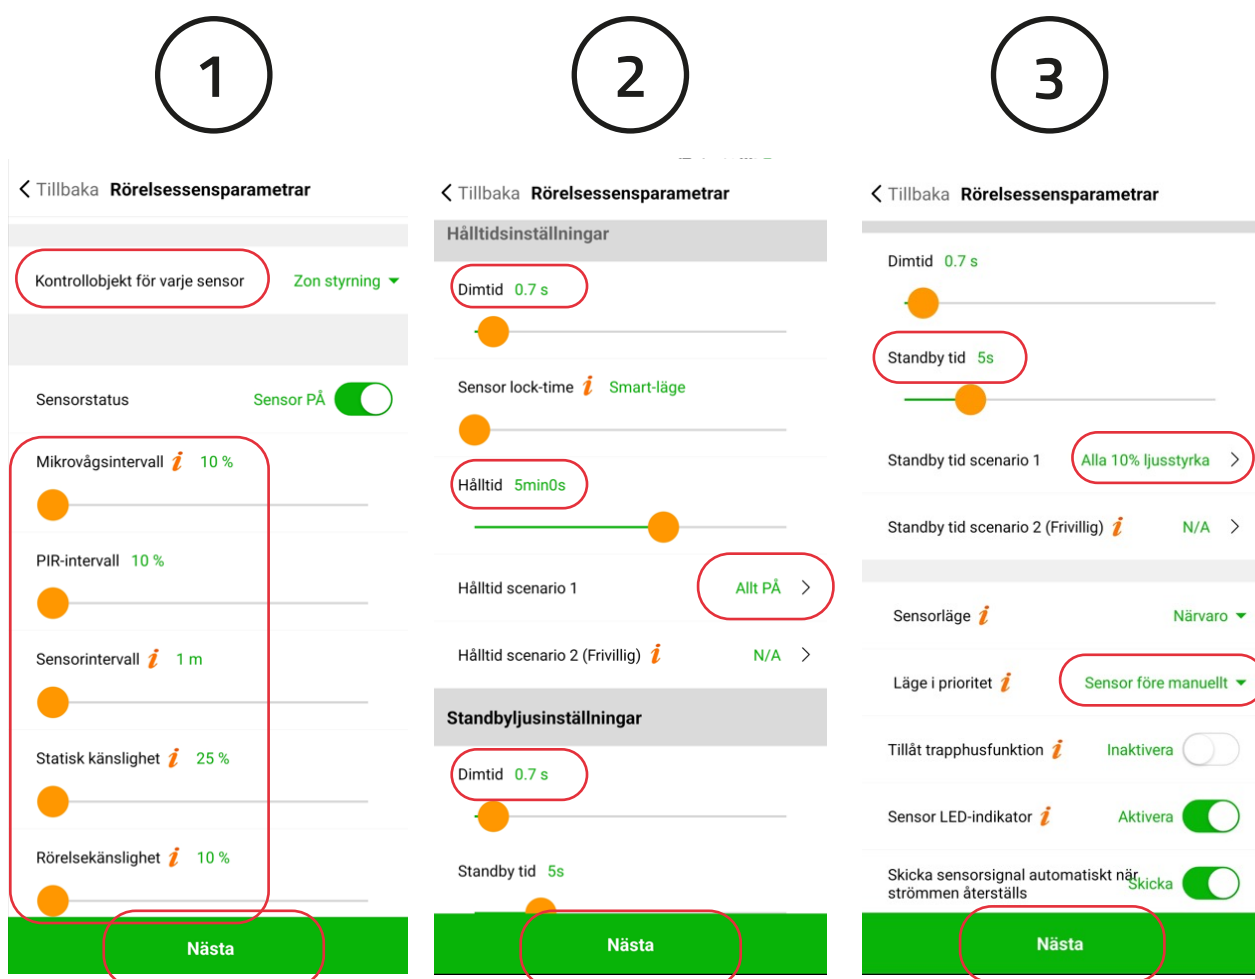 1
2
3
Tillbaka Rörelsessensparametrar
Kontrollobjekt för varje sensor Zon styrning
Sensorstatus Sensor PÅ
Mikrovågsintervall i 10 %
PIR-intervall 10 %
Sensorintervall i 1 m
Statisk känslighet i 25 %
Rörelsekänslighet i 10 %
Nästa
Tillbaka Rörelsessensparametrar
Hålltidsinställningar
Dimtid 0.7 s
Sensor lock-time i Smart-läge
Hålltid 5min0s
Hålltid scenario 1 Allt PÅ
Hålltid scenario 2 (Frivillig) i N/A
Standbyljusinställningar
Dimtid 0.7 s
Standby tid 5s
Nästa
Tillbaka Rörelsessensparametrar
Dimtid 0.7 s
Standby tid 5s
Standby tid scenario 1 Alla 10% ljusstyrka
Standby tid scenario 2 (Frivillig) i N/A
Sensorläge i Närvaro
Läge i prioritet i Sensor före manuellt
Tillåt trapphusfunktion i Inaktivera
Sensor LED-indikator i Aktivera
Skicka sensorsignal automatiskt när
strömmen återställs Skicka
Nästa